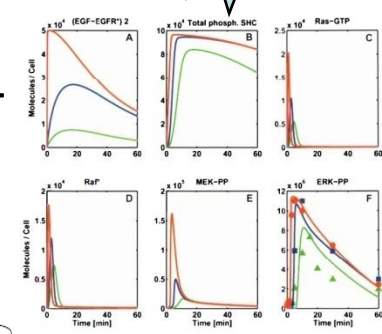 (EGF-EGFR*) 2
x 10⁴
A
Molecules / Cell
5
4
3
2
1
0
0 20 40 60
x 10⁴ Total phosph. SHC
B
10
8
6
4
2
0
0 20 40 60
Ras-GTP
x 10⁴
C
2.5
2
1.5
1
0.5
0
0 20 40 60
Raf*
x 10⁴
D
Molecules / Cell
2
1.5
1
0.5
0
0 20 40 60
Time [min]
MEK-PP
x 10⁵
E
2
1.5
1
0.5
0
0 20 40 60
Time [min]
ERK-PP
x 10⁶
F
12
10
8
6
4
2
0
0 20 40 60
Time [min]